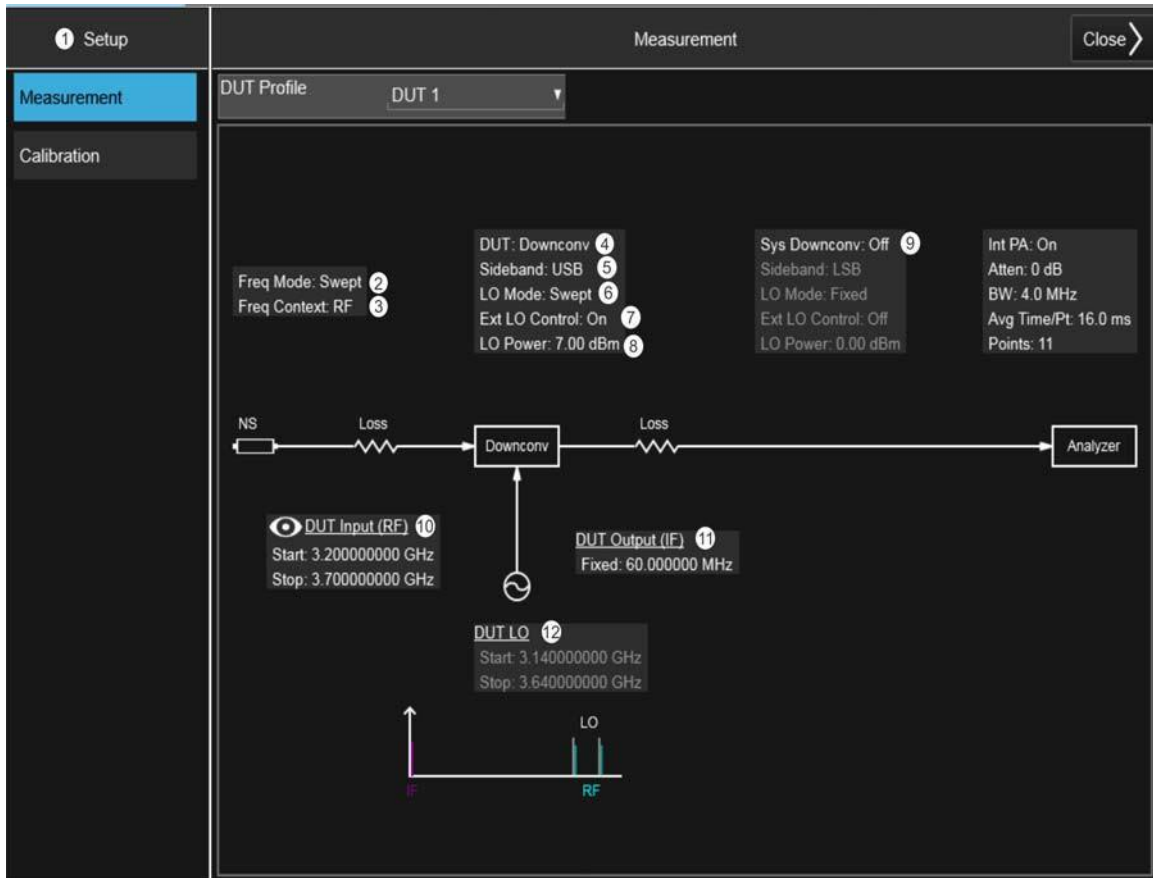 1 Setup
Measurement
Close
Measurement
Calibration
DUT Profile DUT 1
Freq Mode: Swept 2
Freq Context: RF 3
DUT: Downconv 4
Sideband: USB 5
LO Mode: Swept 6
Ext LO Control: On 7
LO Power: 7.00 dBm 8
Sys Downconv: Off 9
Sideband: LSB
LO Mode: Fixed
Ext LO Control: Off
LO Power: 0.00 dBm
Int PA: On
Atten: 0 dB
BW: 4.0 MHz
Avg Time/Pt: 16.0 ms
Points: 11
NS
Loss
Downconv
Loss
Analyzer
DUT Input (RF) 10
Start: 3.200000000 GHz
Stop: 3.700000000 GHz
DUT Output (IF) 11
Fixed: 60.000000 MHz
DUT LO 12
Start: 3.140000000 GHz
Stop: 3.640000000 GHz
LO
IF
RF